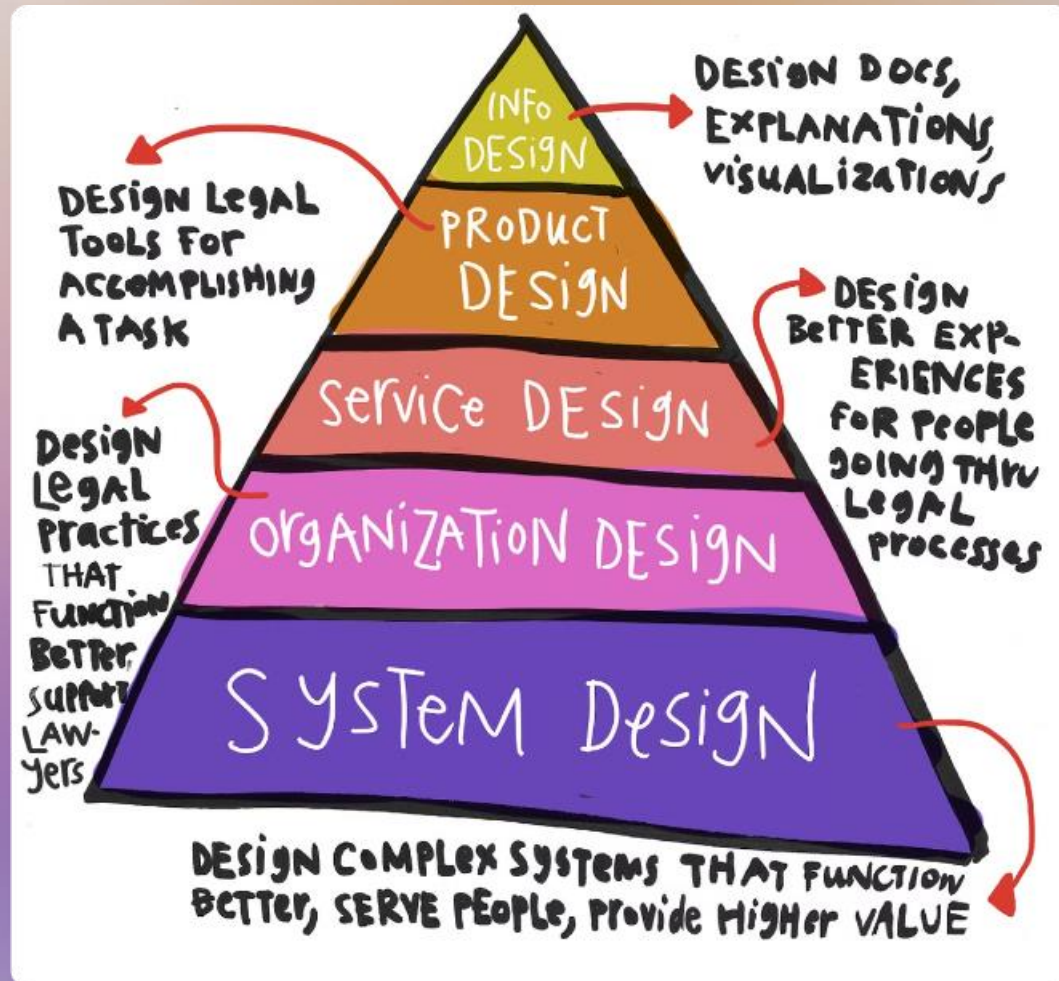 INFO
DESIGN
DESIGN DOCS,
EXPLANATIONS,
VISUALIZATIONS
PRODUCT
DESIGN
DESIGN LEGAL
TOOLS FOR
ACCOMPLISHING
A TASK
SERVICE DESIGN
DESIGN
BETTER EXP-
ERIENCES
FOR PEOPLE
GOING THRU
LEGAL
PROCESSES
ORGANIZATION DESIGN
DESIGN
LEGAL
PRACTICES
THAT
FUNCTION
BETTER,
SUPPORT
LAW-
YERS
SYSTEM DESIGN
DESIGN COMPLEX SYSTEMS THAT FUNCTION
BETTER, SERVE PEOPLE, PROVIDE HIGHER VALUE